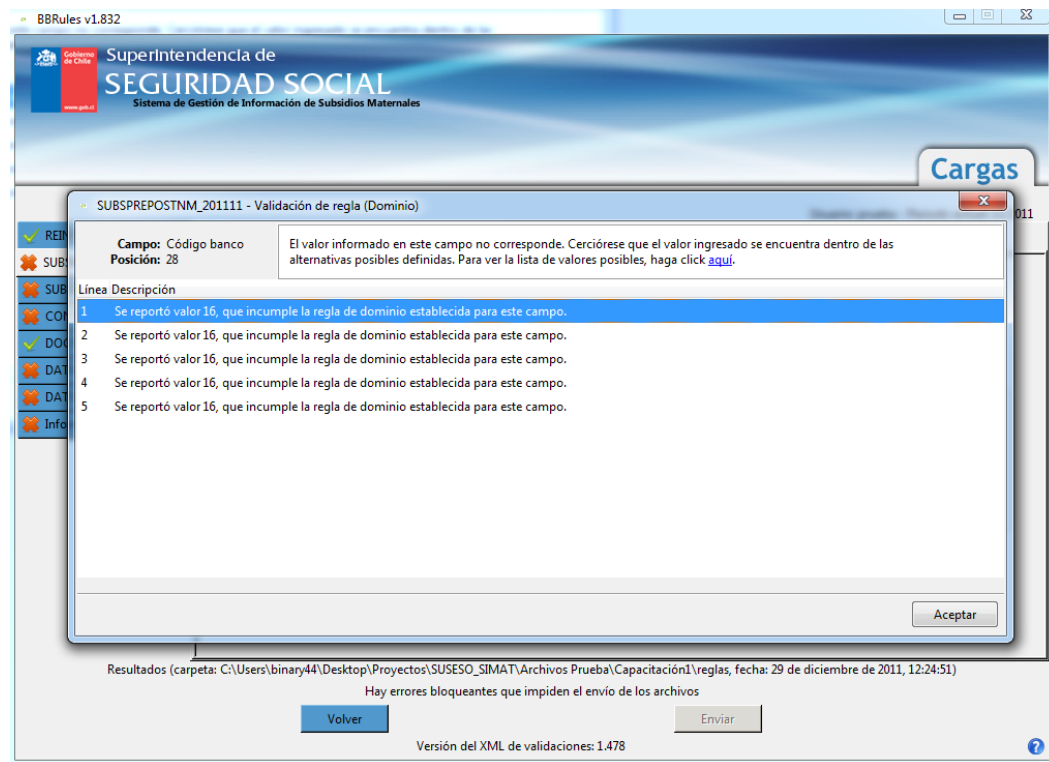 BBRules v1.832
Gobierno de Chile
www.gob.cl
Superintendencia de
SEGURIDAD SOCIAL
Sistema de Gestión de Información de Subsidios Maternales
Cargas
011
SUBSPREPOSTNM_201111 - Validación de regla (Dominio)
REIN
SUBS
SUB
CON
DOC
DAT
DAT
Info
Campo: Código banco
Posición: 28
El valor informado en este campo no corresponde. Cerciórese que el valor ingresado se encuentra dentro de las
alternativas posibles definidas. Para ver la lista de valores posibles, haga click aquí.
Línea Descripción
1 Se reportó valor 16, que incumple la regla de dominio establecida para este campo.
2 Se reportó valor 16, que incumple la regla de dominio establecida para este campo.
3 Se reportó valor 16, que incumple la regla de dominio establecida para este campo.
4 Se reportó valor 16, que incumple la regla de dominio establecida para este campo.
5 Se reportó valor 16, que incumple la regla de dominio establecida para este campo.
Aceptar
Resultados (carpeta: C:\Users\binary44\Desktop\Proyectos\SUSESO_SIMAT\Archivos Prueba\Capacitación1\reglas, fecha: 29 de diciembre de 2011, 12:24:51)
Hay errores bloqueantes que impiden el envío de los archivos
Volver
Enviar
Versión del XML de validaciones: 1.478